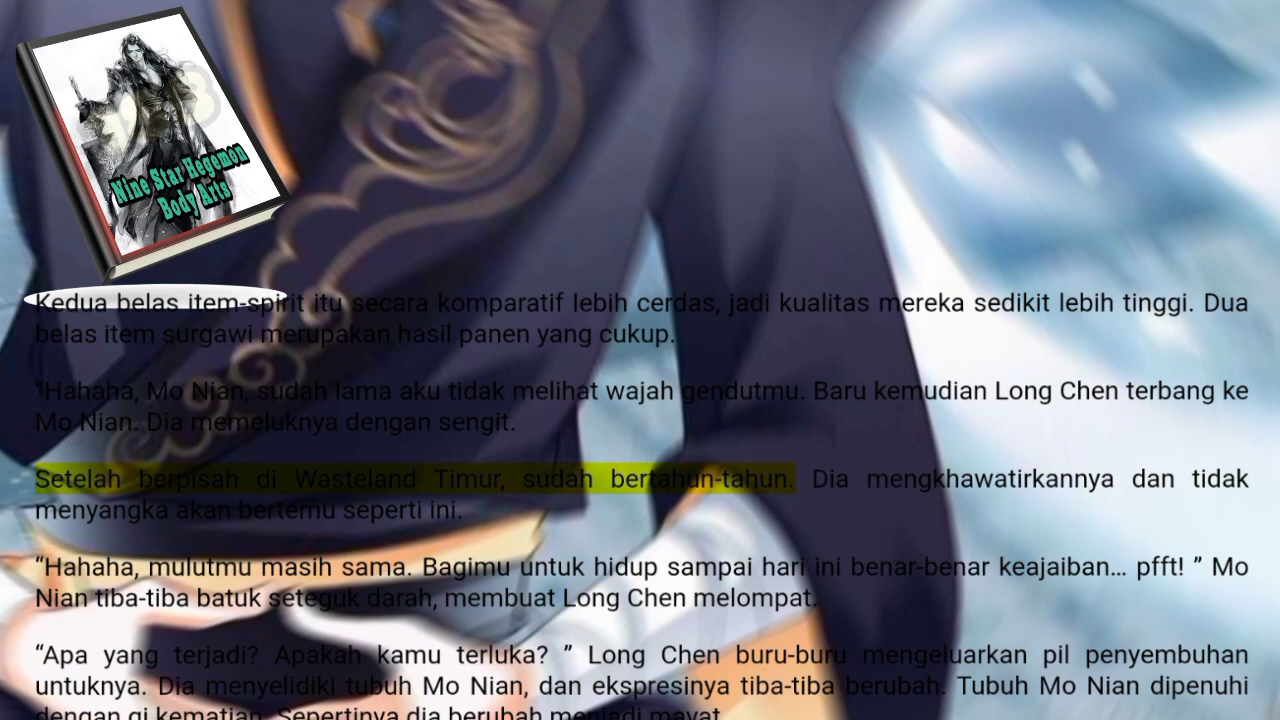 Nine Star Hegemon
Body Arts
Kedua belas item-spirit itu secara komparatif lebih cerdas, jadi kualitas mereka sedikit lebih tinggi. Dua
belas item surgawi merupakan hasil panen yang cukup.
"Hahaha, Mo Nian, sudah lama aku tidak melihat wajah gendutmu. Baru kemudian Long Chen terbang ke
Mo Nian. Dia memeluknya dengan sengit.
Setelah berpisah di Wasteland Timur, sudah bertahun-tahun. Dia mengkhawatirkannya dan tidak
menyangka akan bertemu seperti ini.
“Hahaha, mulutmu masih sama. Bagimu untuk hidup sampai hari ini benar-benar keajaiban… pfft! ” Mo
Nian tiba-tiba batuk seteguk darah, membuat Long Chen melompat.
“Apa yang terjadi? Apakah kamu terluka? ” Long Chen buru-buru mengeluarkan pil penyembuhan
untuknya. Dia menyelidiki tubuh Mo Nian, dan ekspresinya tiba-tiba berubah. Tubuh Mo Nian dipenuhi
dengan qi kematian. Sepertinya dia berubah menjadi mayat.